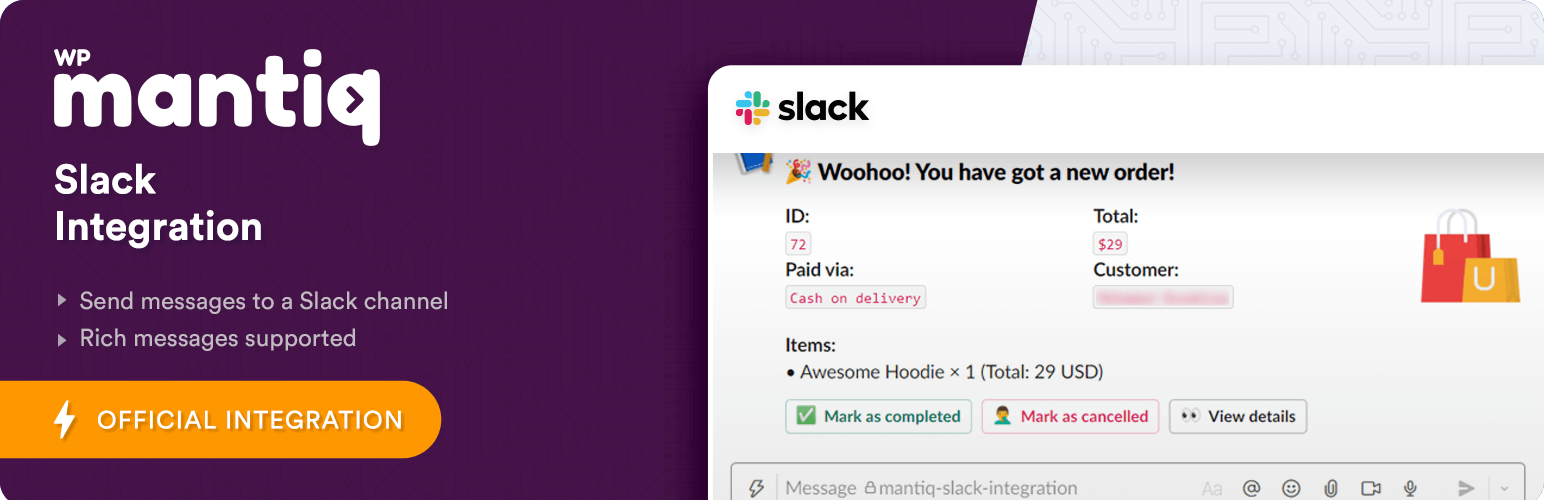 WP
mantiq
Slack
Integration
Send messages to a Slack channel
Rich messages supported
OFFICIAL INTEGRATION
slack
Woohoo! You have got a new order!
ID: Total:
72 $29
Paid via: Customer:
Cash on delivery
Items:
• Awesome Hoodie × 1 (Total: 29 USD)
Mark as completed Mark as cancelled View details
Message mantiq-slack-integration Aa @